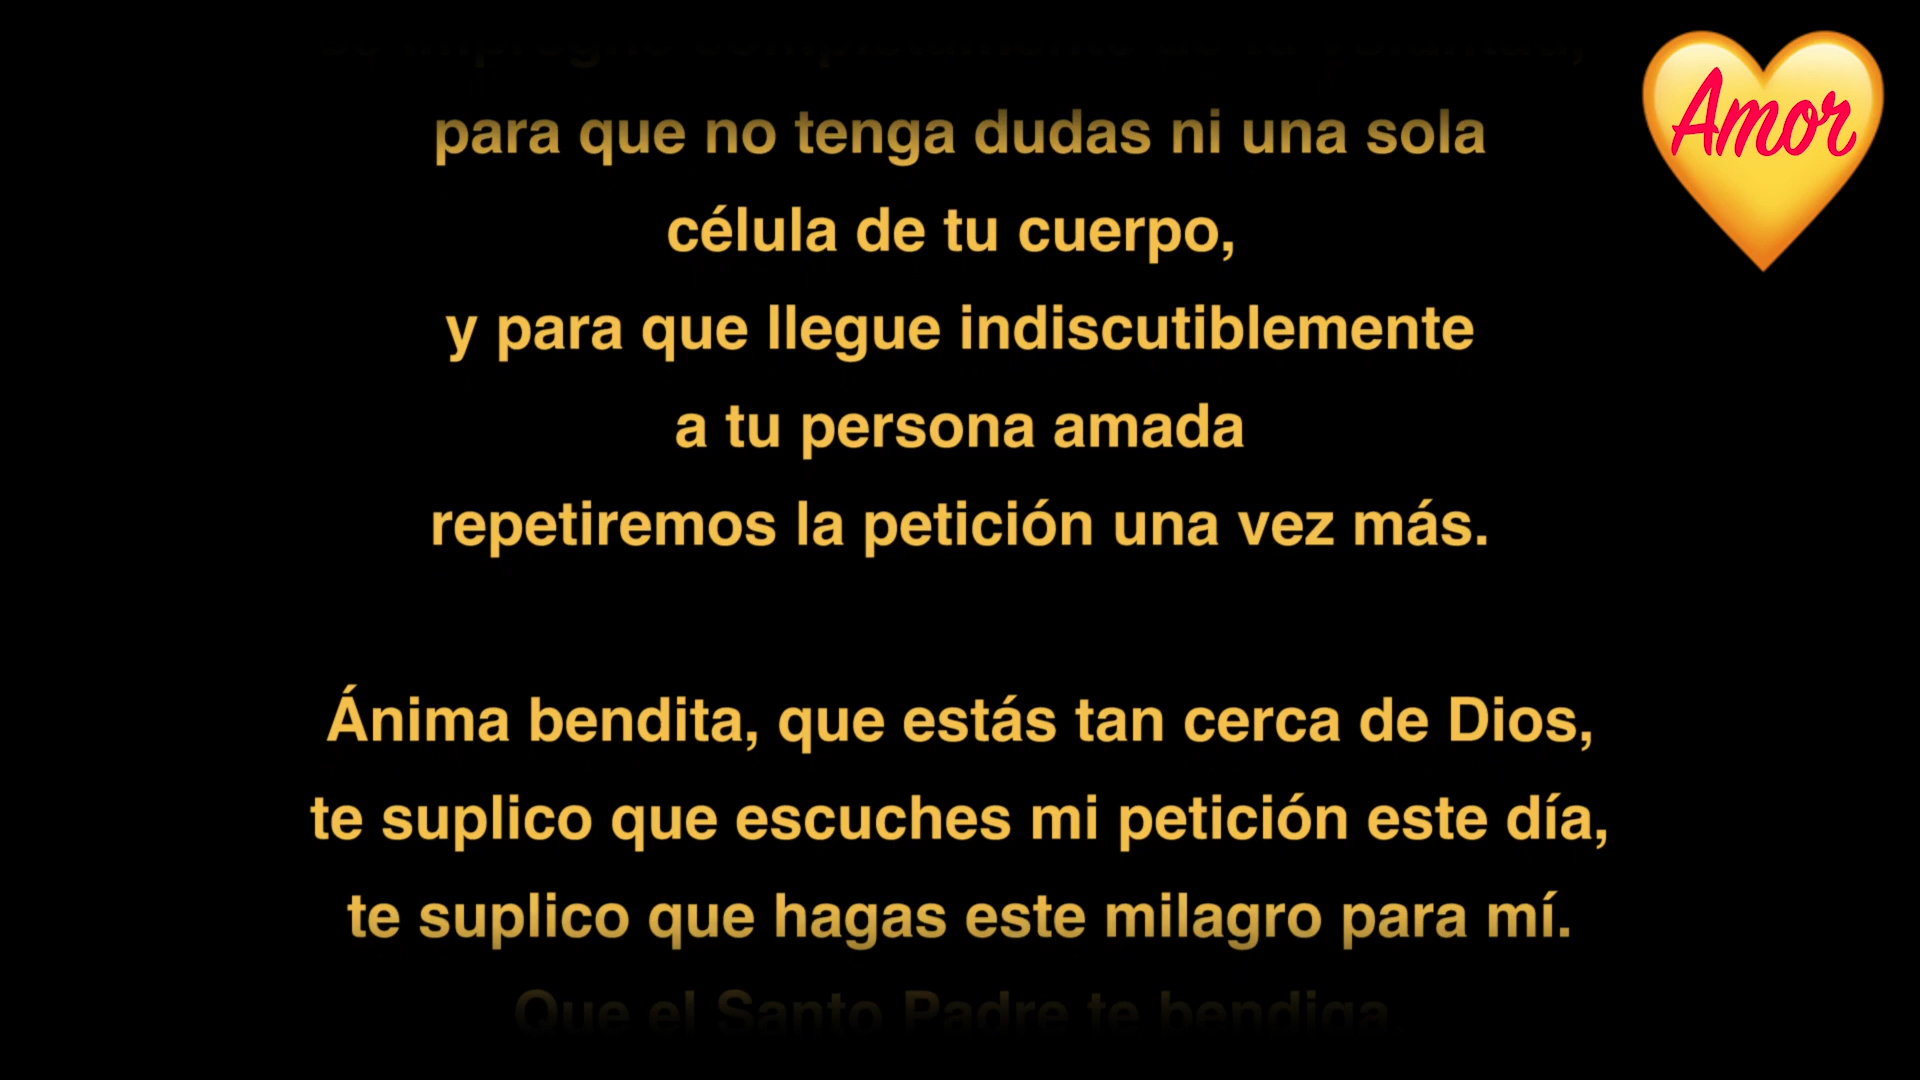 para que no tenga dudas ni una sola
célula de tu cuerpo,
y para que llegue indiscutiblemente
a tu persona amada
repetiremos la petición una vez más.
Ánima bendita, que estás tan cerca de Dios,
te suplico que escuches mi petición este día,
te suplico que hagas este milagro para mí.
Que el Santo Padre te bendiga.
Amor